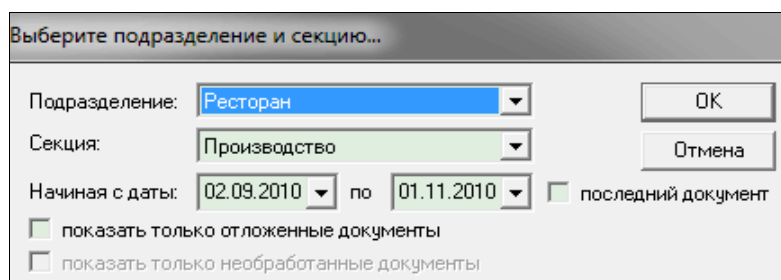 Выберите подразделение и секцию...
Подразделение: Ресторан OK
Секция: Производство Отмена
Начиная с даты: 02.09.2010 по 01.11.2010 последний документ
показать только отложенные документы
показать только необработанные документы